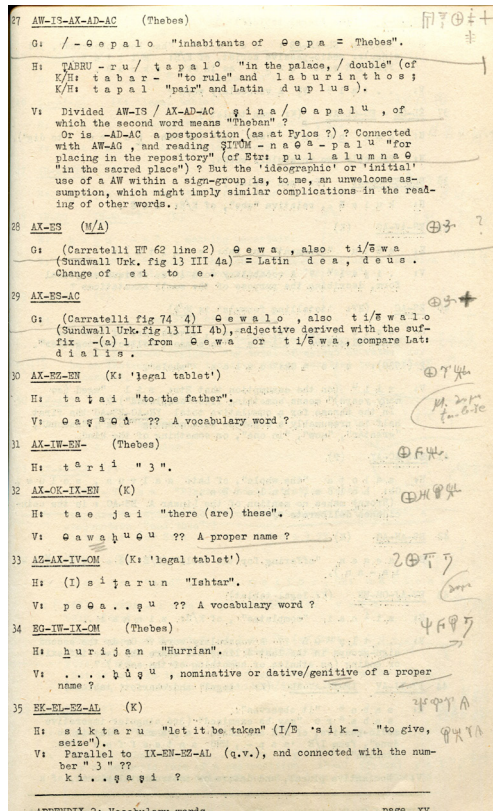 27 AW-IS-AX-AD-AC (Thebes)
G: / - Θ e p a l o "inhabitants of Θ e p a = Thebes".
H: TABRU - r u / t a p a l o "in the palace, / double" (cf
K/H: t a b a r - "to rule" and l a b u r i n t h o s ;
K/H: t a p a l "pair" and Latin d u p l u s ).
V: Divided AW-IS / AX-AD-AC ṣ i n a / Θ a p a l u , of
which the second word means "Theban" ?
Or is -AD-AC a postposition (as at Pylos ?) ? Connected
with AW-AG , and reading ṢITUM - n a Θ a - p a l u "for
placing in the repository" (cf Etr: p u l a l u m n a Θ
"in the sacred place") ? But the 'ideographic' or 'initial'
use of AW within a sign-group is, to me, an unwelcome as-
sumption, which might imply similar complications in the read-
ing of other words.
28 AX-ES (M/A)
G: (Carratelli HT 62 line 2) Θ e w a , also t i/ē w a
(Sundwall Urk. fig 13 III 4a) = Latin d e a , d e u s .
Change of e i to e .
29 AX-ES-AC
G: (Carratelli fig 74 4) Θ e w a l o , also t i/ē w a l o
(Sundwall Urk.fig 13 III 4b), adjective derived with the suf-
fix -(a) l from Θ e w a or t i/ē w a , compare Lat:
d i a l i s .
30 AX-EZ-EN (K: 'legal tablet')
H: t a t a i "to the father".
V: Θ a ṣ a Θ u ?? A vocabulary word ?
31 AX-IW-EN- (Thebes)
H: t a r i i " 3 ".
32 AX-OK-IX-EN (K)
H: t a e j a i "there (are) these".
V: Θ a w a ḥ u Θ u ?? A proper name ?
33 AZ-AX-IV-OM (K: 'legal tablet')
H: (I) s i t a r u n "Ishtar".
V: p e Θ a . . ṣ u ?? A vocabulary word ?
34 EG-IW-IX-OM (Thebes)
H: h u r i j a n "Hurrian".
V: . . . . ḥ ū ṣ u , nominative or dative/genitive of a proper
name ?
35 EK-EL-EZ-AL (K)
H: s i k t a r u "let it be taken" (I/E *s i k - "to give,
seize").
V: Parallel to IX-EN-EZ-AL (q.v.), and connected with the num-
ber " 3 " ??
k i . . ṣ a ṣ i ?
APPENDIX 2: Vocabulary words page xv